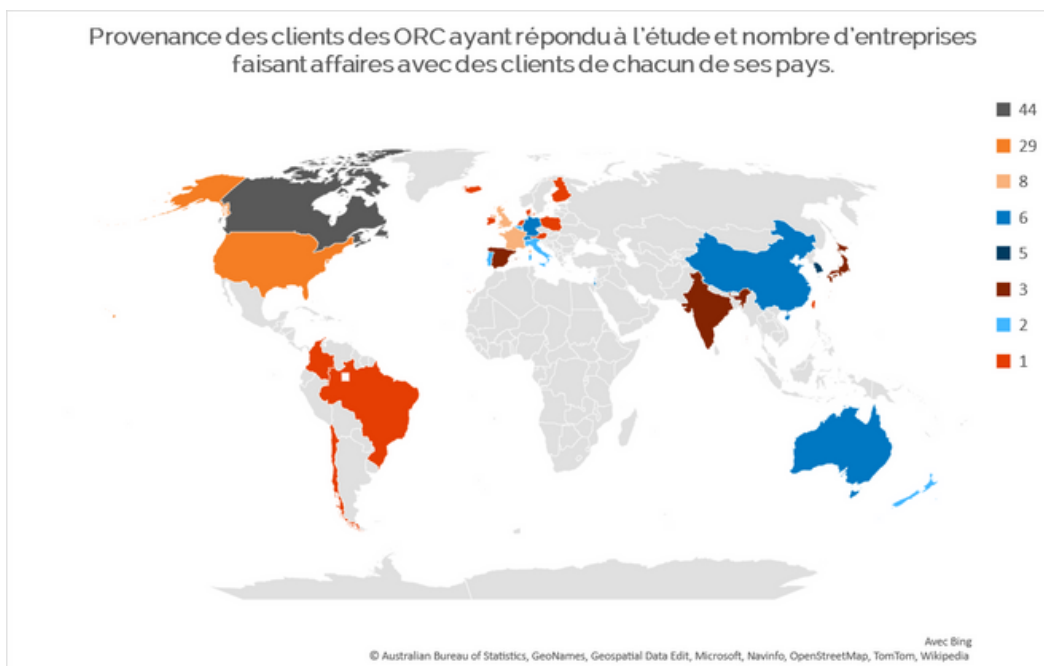 Provenance des clients des ORC ayant répondu à l'étude et nombre d'entreprises
faisant affaires avec des clients de chacun de ses pays.
44
29
8
6
5
3
2
1
Avec Bing
© Australian Bureau of Statistics, GeoNames, Geospatial Data Edit, Microsoft, Navinfo, OpenStreetMap, TomTom, Wikipedia